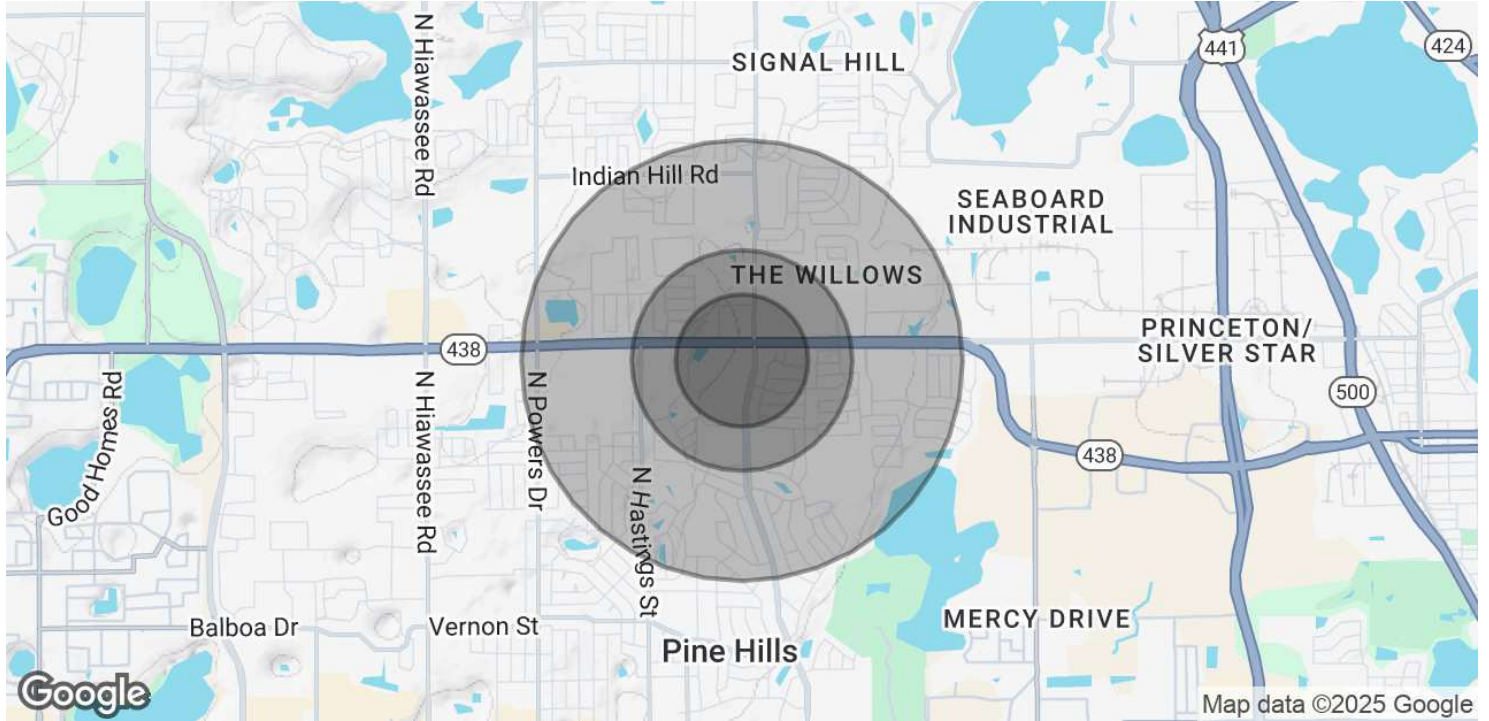 N Hiawassee Rd
SIGNAL HILL
441
424
Indian Hill Rd
SEABOARD
INDUSTRIAL
THE WILLOWS
438
PRINCETON/
SILVER STAR
500
Good Homes Rd
N Hiawassee Rd
N Powers Dr
N Hastings St
438
Balboa Dr
Vernon St
MERCY DRIVE
Pine Hills
Google
Map data ©2025 Google